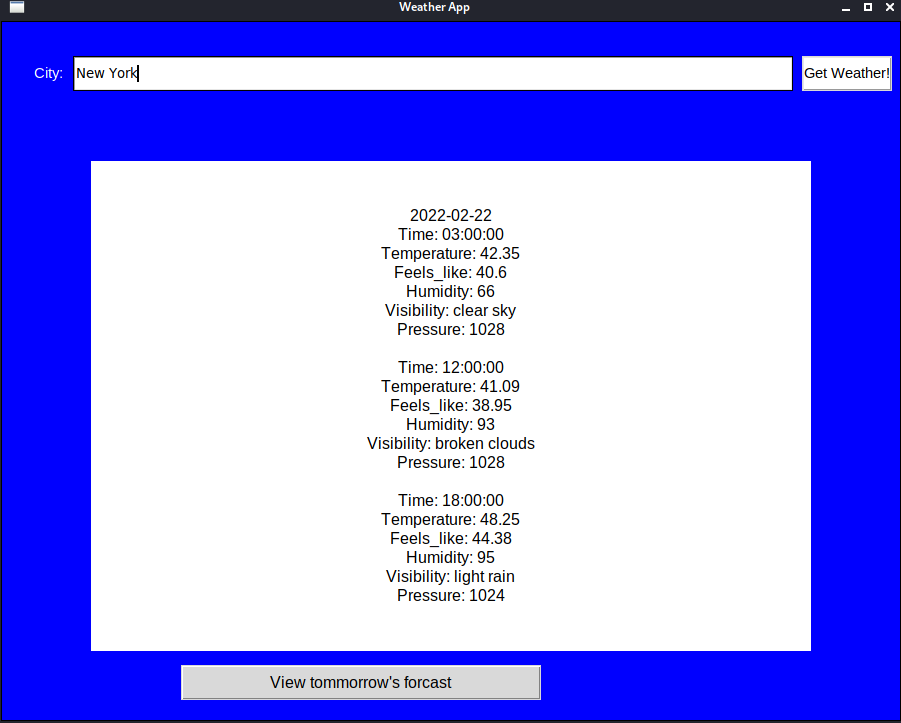 Weather App
City: New York Get Weather!
2022-02-22
Time: 03:00:00
Temperature: 42.35
Feels_like: 40.6
Humidity: 66
Visibility: clear sky
Pressure: 1028
Time: 12:00:00
Temperature: 41.09
Feels_like: 38.95
Humidity: 93
Visibility: broken clouds
Pressure: 1028
Time: 18:00:00
Temperature: 48.25
Feels_like: 44.38
Humidity: 95
Visibility: light rain
Pressure: 1024
View tommorrow's forcast